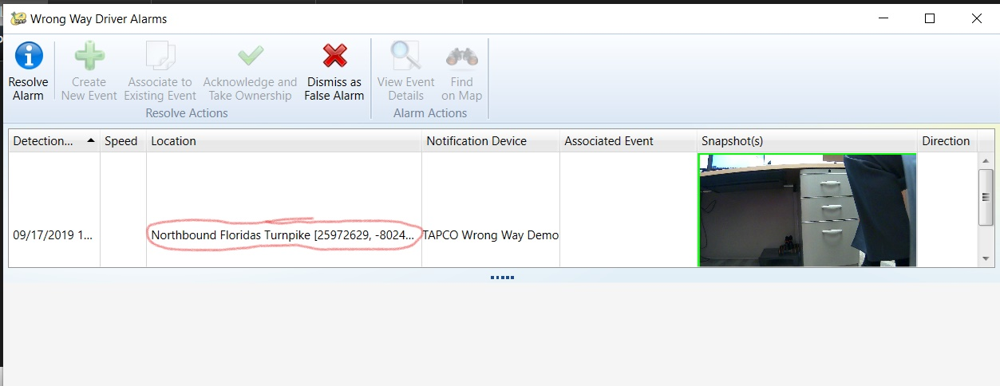 Wrong Way Driver Alarms
Resolve Alarm
Create New Event
Associate to Existing Event
Acknowledge and Take Ownership
Dismiss as False Alarm
View Event Details
Find on Map
Resolve Actions
Alarm Actions
Detection... Speed Location Notification Device Associated Event Snapshot(s) Direction
09/17/2019 1... Northbound Floridas Turnpike [25972629, -8024... TAPCO Wrong Way Demo